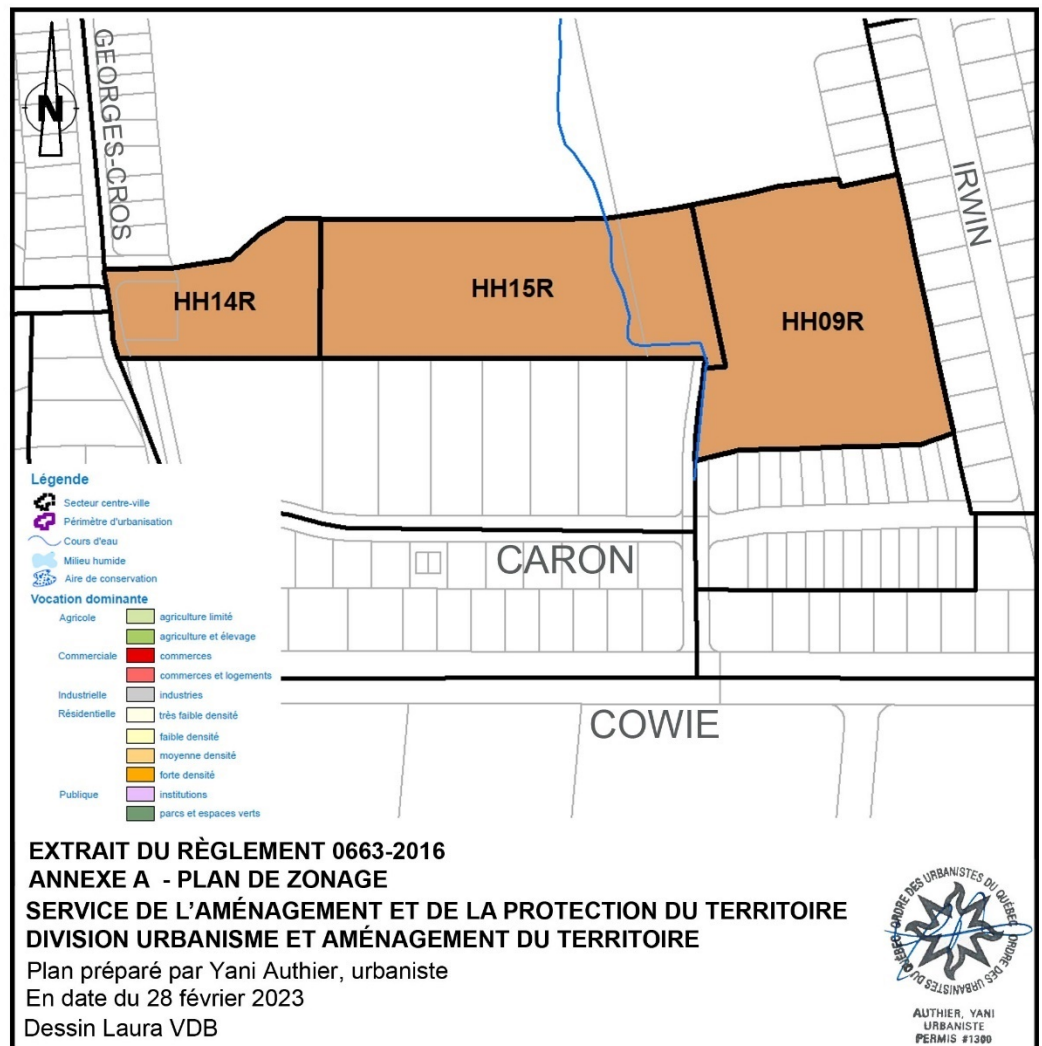 GEORGES-CROS
N
IRWIN
HH14R
HH15R
HH09R
CARON
COWIE
Légende
Secteur centre-ville
Périmètre d'urbanisation
Cours d'eau
Milieu humide
Aire de conservation
Vocation dominante
Agricole
agriculture limité
agriculture et élevage
Commerciale
commerces
commerces et logements
Industrielle
industries
Résidentielle
très faible densité
faible densité
moyenne densité
forte densité
Publique
institutions
parcs et espaces verts
EXTRAIT DU RÈGLEMENT 0663-2016
ANNEXE A - PLAN DE ZONAGE
SERVICE DE L'AMÉNAGEMENT ET DE LA PROTECTION DU TERRITOIRE
DIVISION URBANISME ET AMÉNAGEMENT DU TERRITOIRE
Plan préparé par Yani Authier, urbaniste
En date du 28 février 2023
Dessin Laura VDB
ORDRE DES URBANISTES DU QUÉBEC
ORDRE DES URBANISTES DU QUÉBEC
AUTHIER, YANI
URBANISTE
PERMIS #1300